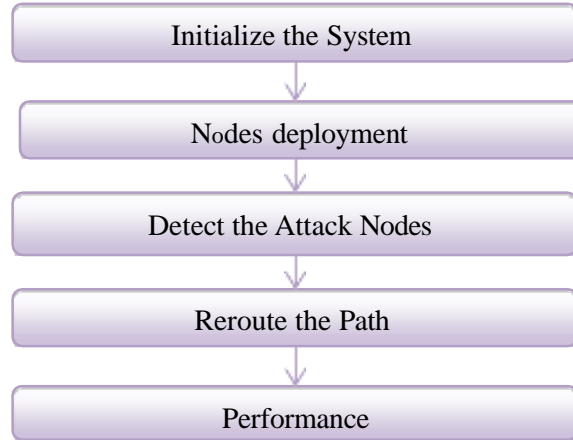 Initialize the System
Nodes deployment
Detect the Attack Nodes
Reroute the Path
Performance